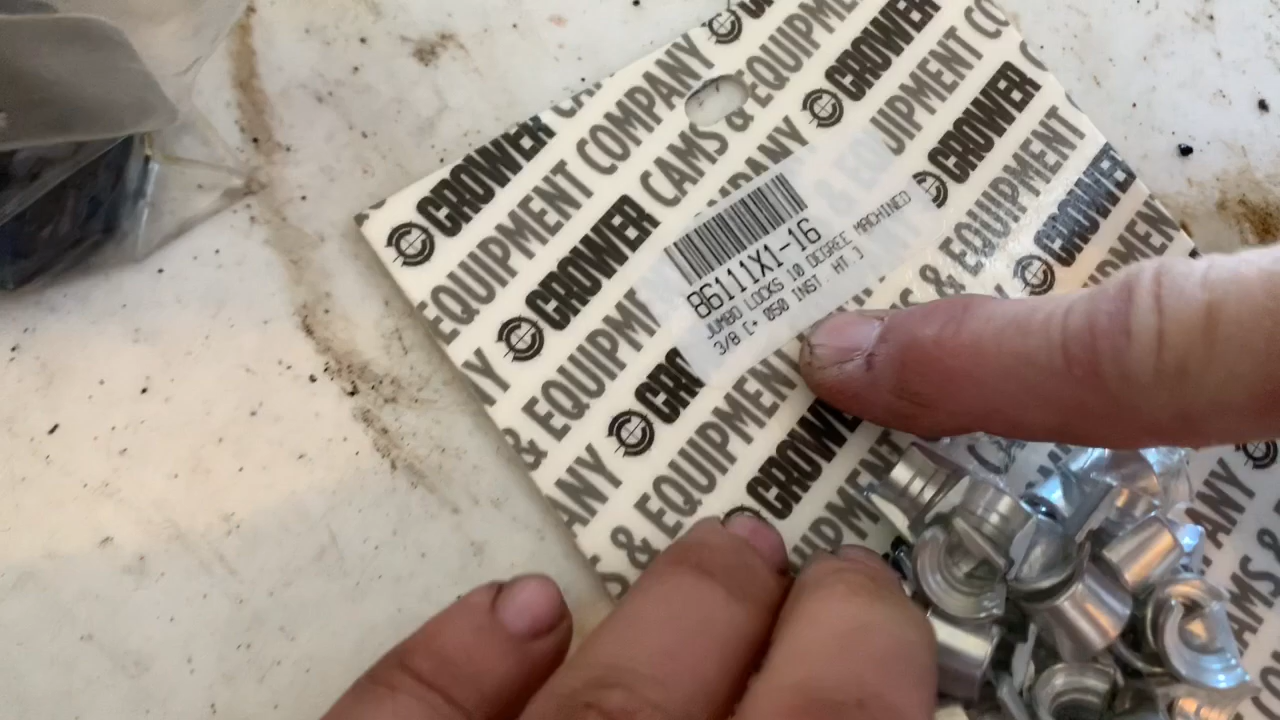 CROWER
EQUIPMENT COMPANY
CROWER CAMS & EQUIPMENT
CROWER
EQUIPMENT
CROWER
& EQUIPMENT
CROWER
86111X1-16
JUMBO LOCKS 10 DEGREE MACHINED
3/8 [+ 050 INST. HT.]
& EQUIPMENT
CROWER